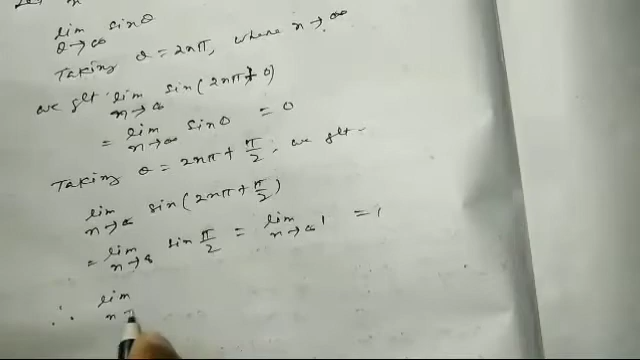 lim sinθ
θ→∞
Taking θ = 2nπ, where n→∞
we get lim sin(2nπ+0)
n→∞
= lim sin0 = 0
n→∞
Taking θ = 2nπ + π/2, we get-
lim sin(2nπ + π/2)
n→∞
= lim sin π/2 = lim 1 = 1
n→∞ n→∞
∴ lim
n→